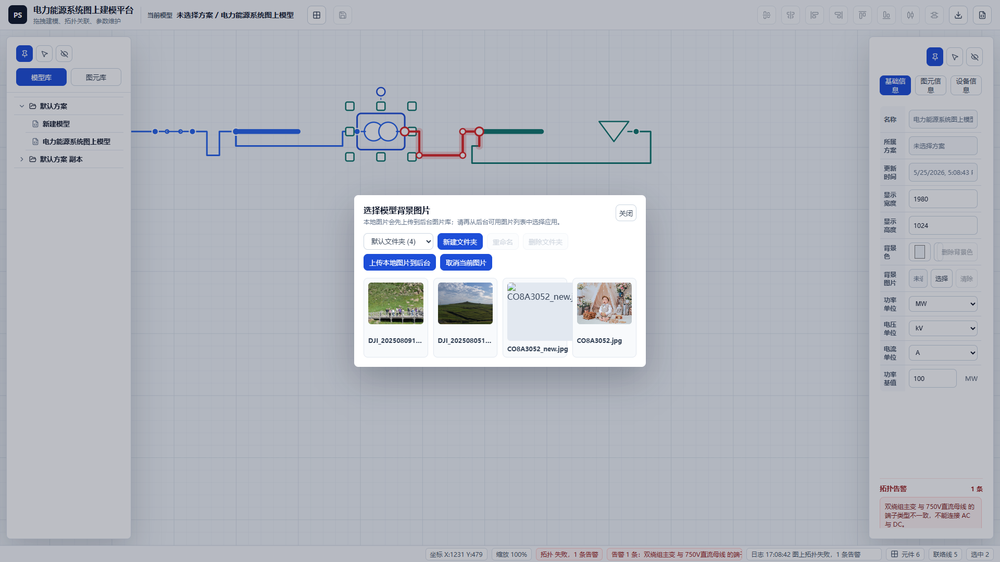 PS
电力能源系统图上建模平台
拖拽建模、拓扑关联、参数维护
当前模型 未选择方案 / 电力能源系统图上模型
模型库
图元库
默认方案
新建模型
电力能源系统图上模型
默认方案 副本
选择模型背景图片
本地图片会先上传到后台图片库；请再从后台可用图片列表中选择应用。
关闭
默认文件夹 (4)
新建文件夹
重命名
删除文件夹
上传本地图片到后台
取消当前图片
CO8A3052_new.j
DJI_202508091...
DJI_202508051...
CO8A3052_new.jpg
CO8A3052.jpg
基础信息
图元信息
设备信息
名称
电力能源系统图上模型
所属方案
未选择方案
更新时间
5/25/2026, 5:08:43
显示宽度
1980
显示高度
1024
背景色
删除背景色
背景图片
选择
清除
功率单位
MW
电压单位
kV
电流单位
A
功率基值
100
MW
拓扑告警
1 条
双绕组主变 与 750V直流母线 的
端子类型不一致，不能连接 AC
与 DC。
坐标 X:1231 Y:479
缩放 100%
拓扑 失败，1 条告警
告警 1 条：双绕组主变 与 750V直流母线 的端
日志 17:08:42 图上拓扑失败，1 条告警
元件 6
联络线 5
选中 2